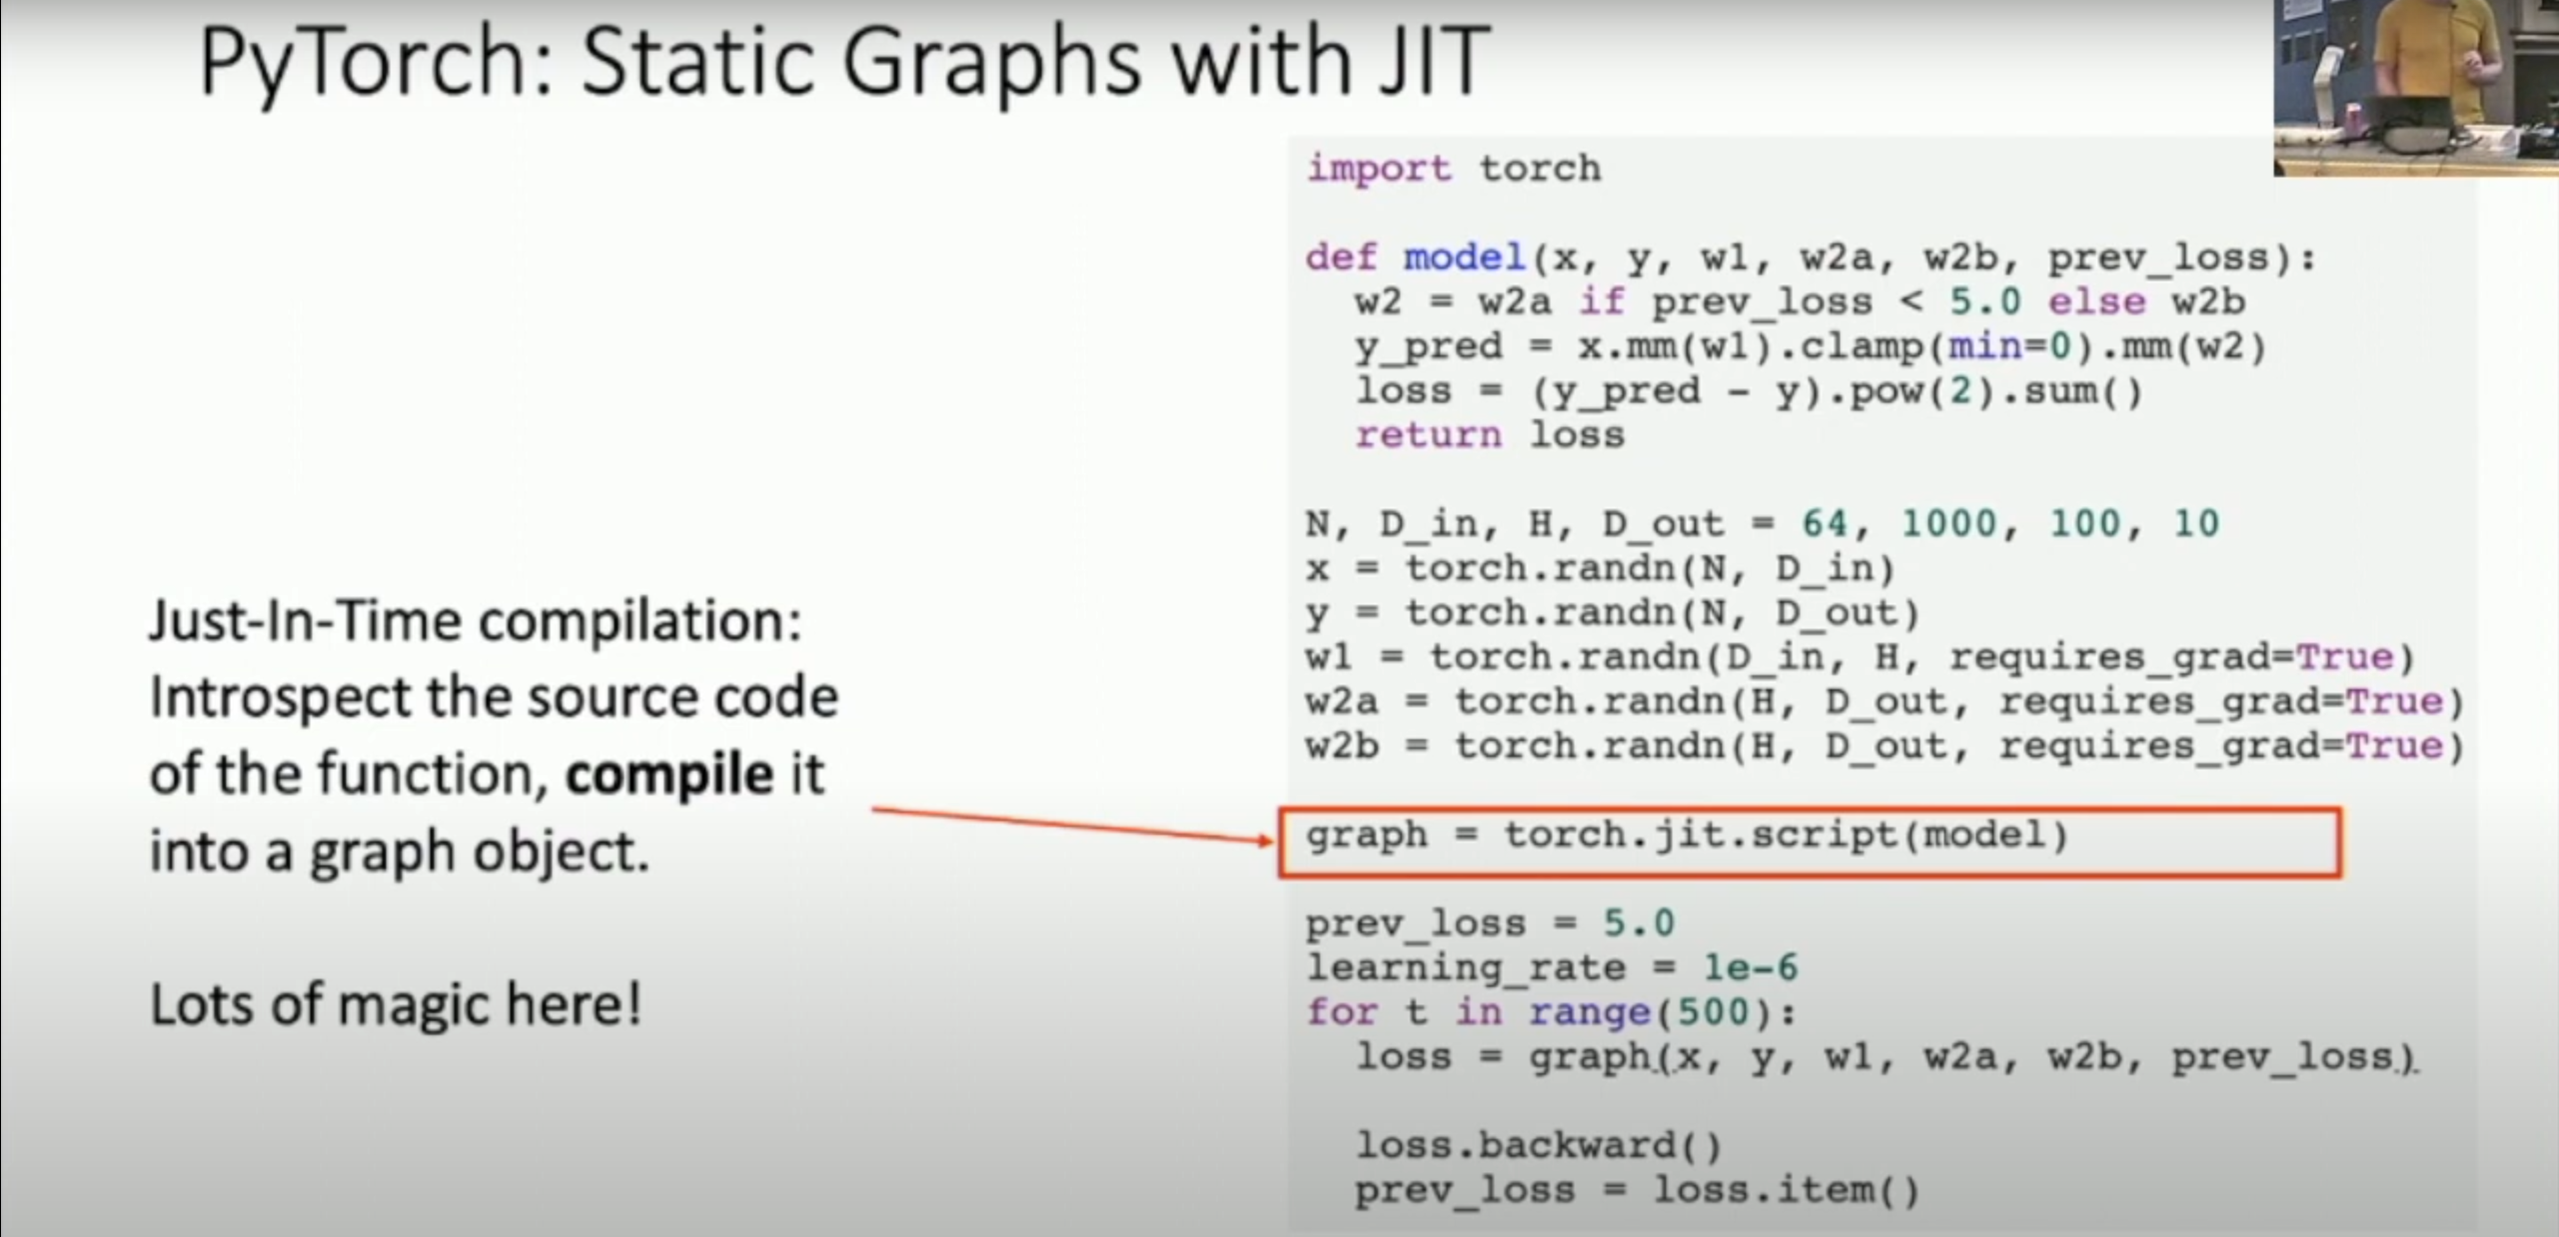 PyTorch: Static Graphs with JIT
Just-In-Time compilation:
Introspect the source code
of the function, compile it
into a graph object.
Lots of magic here!
import torch
def model(x, y, w1, w2a, w2b, prev_loss):
  w2 = w2a if prev_loss < 5.0 else w2b
  y_pred = x.mm(w1).clamp(min=0).mm(w2)
  loss = (y_pred - y).pow(2).sum()
  return loss
N, D_in, H, D_out = 64, 1000, 100, 10
x = torch.randn(N, D_in)
y = torch.randn(N, D_out)
w1 = torch.randn(D_in, H, requires_grad=True)
w2a = torch.randn(H, D_out, requires_grad=True)
w2b = torch.randn(H, D_out, requires_grad=True)
graph = torch.jit.script(model)
prev_loss = 5.0
learning_rate = 1e-6
for t in range(500):
  loss = graph(x, y, w1, w2a, w2b, prev_loss)
  loss.backward()
  prev_loss = loss.item()